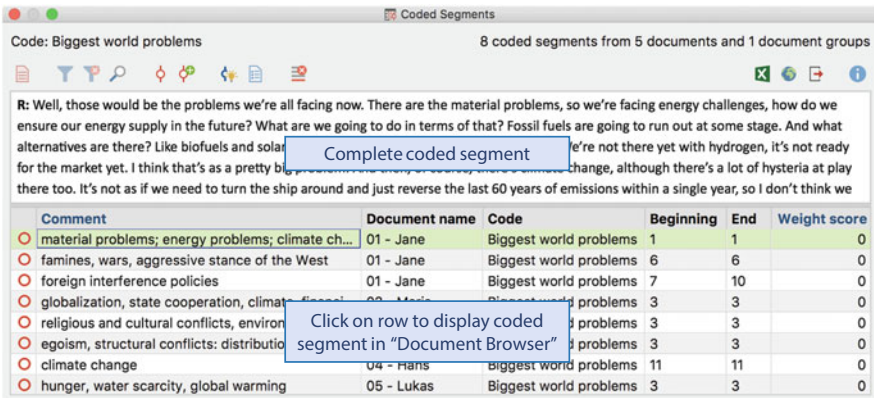 Coded Segments
Code: Biggest world problems 8 coded segments from 5 documents and 1 document groups
R: Well, those would be the problems we're all facing now. There are the material problems, so we're facing energy challenges, how do we
ensure our energy supply in the future? What are we going to do in terms of that? Fossil fuels are going to run out at some stage. And what
alternatives are there? Like biofuels and solar We're not there yet with hydrogen, it's not ready
Complete coded segment
for the market yet. I think that's as a pretty big problem. And then, of course, there's climate change, although there's a lot of hysteria at play
there too. It's not as if we need to turn the ship around and just reverse the last 60 years of emissions within a single year, so I don't think we
Comment Document name Code Beginning End Weight score
material problems; energy problems; climate ch... 01 - Jane Biggest world problems 1 1 0
famines, wars, aggressive stance of the West 01 - Jane Biggest world problems 6 6 0
foreign interference policies 01 - Jane Biggest world problems 7 10 0
globalization, state cooperation, climate, problems 3 3 0
religious and cultural conflicts, environ problems 3 3 0
Click on row to display coded
segment in "Document Browser"
egoism, structural conflicts: distributio problems 3 3 0
climate change 04 - Hans Biggest world problems 11 11 0
hunger, water scarcity, global warming 05 - Lukas Biggest world problems 3 3 0